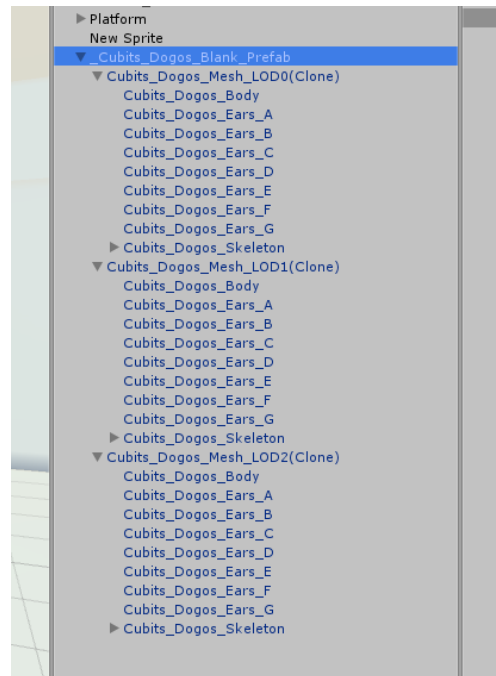 Platform
New Sprite
_Cubits_Dogos_Blank_Prefab
Cubits_Dogos_Mesh_LOD0(Clone)
Cubits_Dogos_Body
Cubits_Dogos_Ears_A
Cubits_Dogos_Ears_B
Cubits_Dogos_Ears_C
Cubits_Dogos_Ears_D
Cubits_Dogos_Ears_E
Cubits_Dogos_Ears_F
Cubits_Dogos_Ears_G
Cubits_Dogos_Skeleton
Cubits_Dogos_Mesh_LOD1(Clone)
Cubits_Dogos_Body
Cubits_Dogos_Ears_A
Cubits_Dogos_Ears_B
Cubits_Dogos_Ears_C
Cubits_Dogos_Ears_D
Cubits_Dogos_Ears_E
Cubits_Dogos_Ears_F
Cubits_Dogos_Ears_G
Cubits_Dogos_Skeleton
Cubits_Dogos_Mesh_LOD2(Clone)
Cubits_Dogos_Body
Cubits_Dogos_Ears_A
Cubits_Dogos_Ears_B
Cubits_Dogos_Ears_C
Cubits_Dogos_Ears_D
Cubits_Dogos_Ears_E
Cubits_Dogos_Ears_F
Cubits_Dogos_Ears_G
Cubits_Dogos_Skeleton